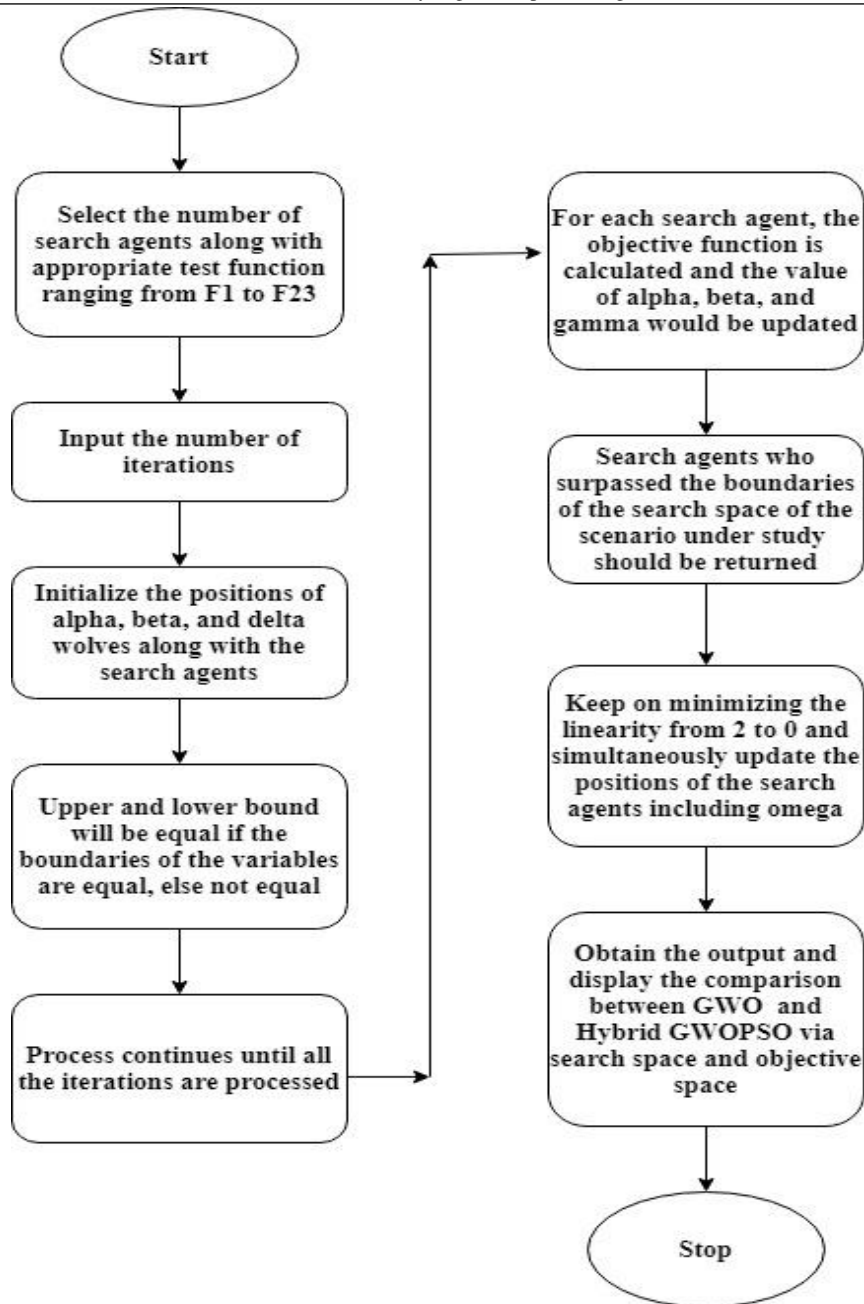 Start
Select the number of
search agents along with
appropriate test function
ranging from F1 to F23
Input the number of
iterations
Initialize the positions of
alpha, beta, and delta
wolves along with the
search agents
Upper and lower bound
will be equal if the
boundaries of the variables
are equal, else not equal
Process continues until all
the iterations are processed
For each search agent, the
objective function is
calculated and the value
of alpha, beta, and
gamma would be updated
Search agents who
surpassed the boundaries
of the search space of the
scenario under study
should be returned
Keep on minimizing the
linearity from 2 to 0 and
simultaneously update the
positions of the search
agents including omega
Obtain the output and
display the comparison
between GWO and
Hybrid GWOPSO via
search space and objective
space
Stop